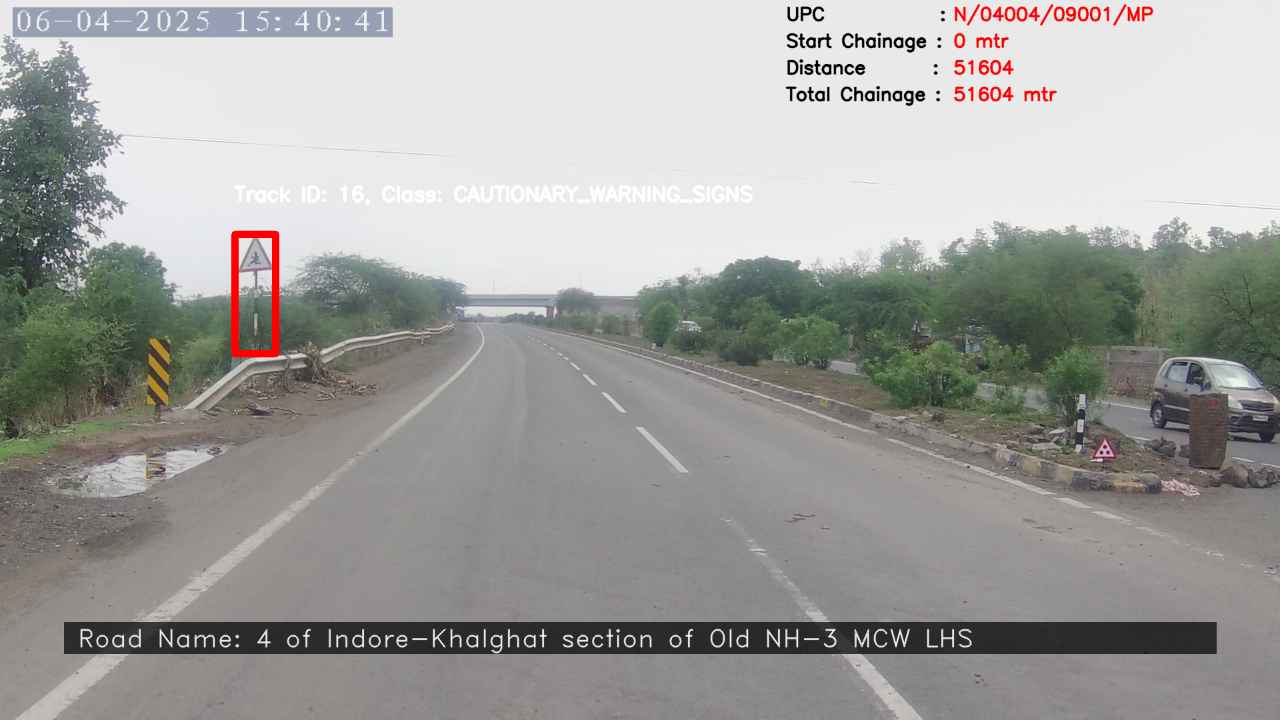 06-04-2025 15:40:41
UPC : N/04004/09001/MP
Start Chainage : 0 mtr
Distance : 51604
Total Chainage : 51604 mtr
Track ID: 16, Class: CAUTIONARY_WARNING_SIGNS
Road Name: 4 of Indore-Khalghat section of Old NH-3 MCW LHS